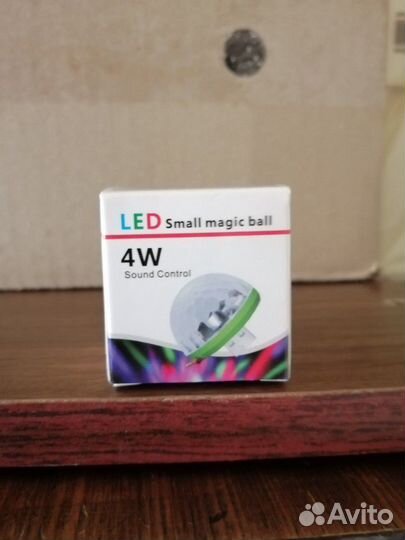 LED Small magic ball
4W
Sound Control
Avito